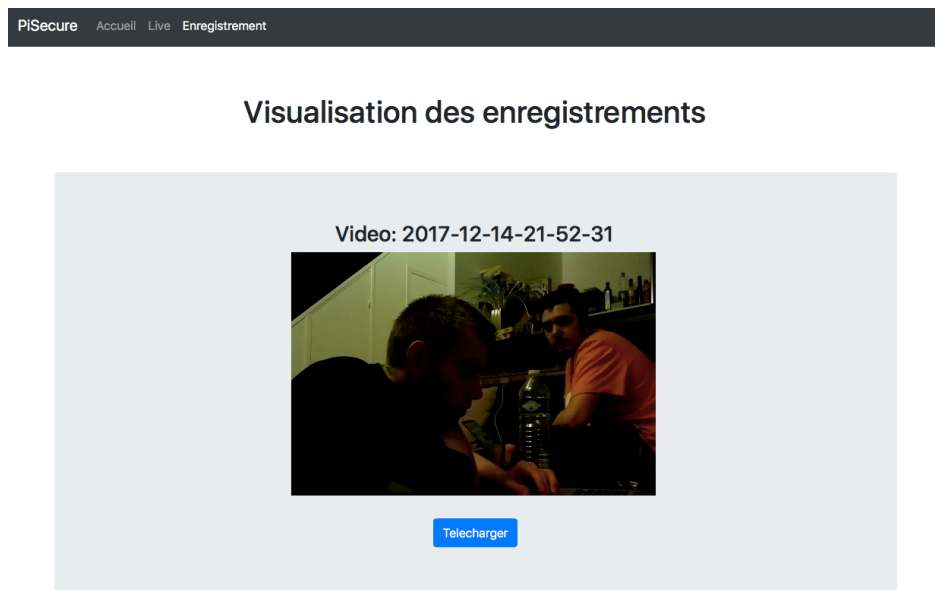 PiSecure Accueil Live Enregistrement
Visualisation des enregistrements
Video: 2017-12-14-21-52-31
Telecharger